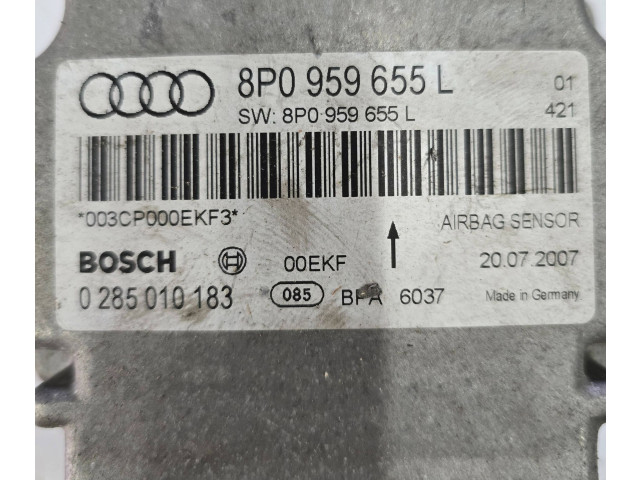 8P0 959 655 L 01
SW: 8P0 959 655 L 421
*003CP000EKF3*
AIRBAG SENSOR
BOSCH 00EKF 20.07.2007
0 285 010 183 085 BFA 6037 Made in Germany